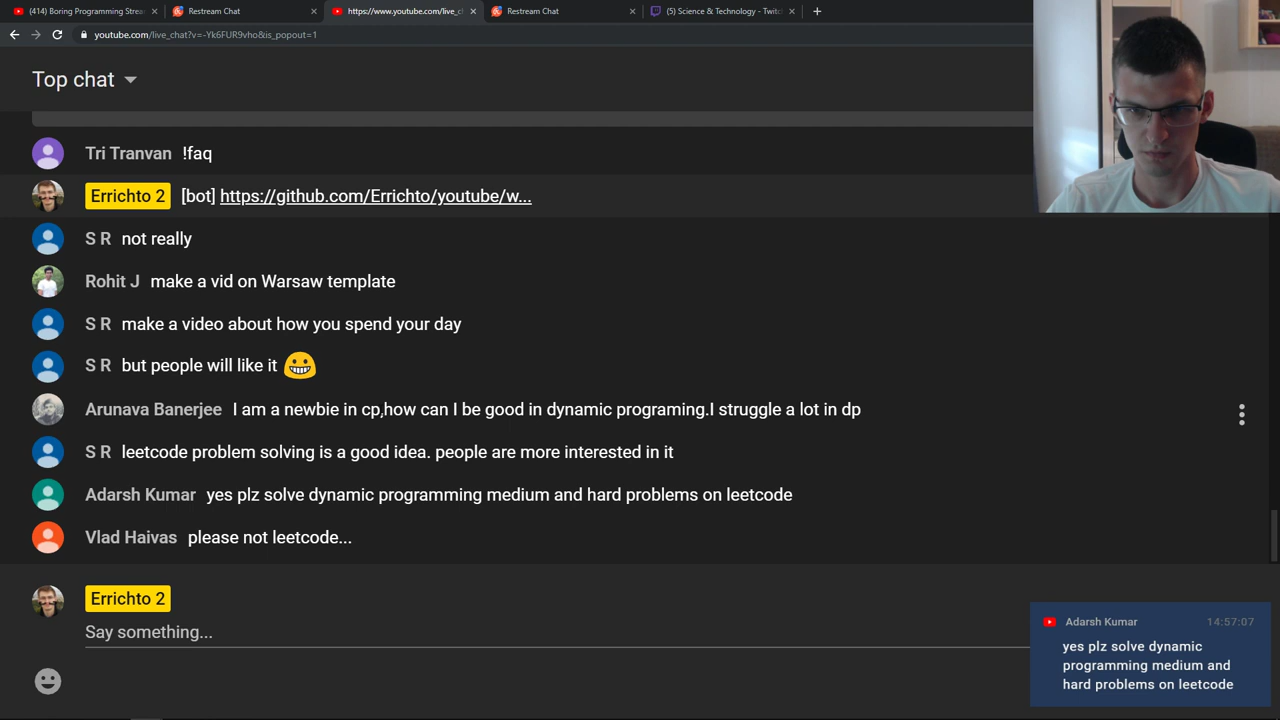 (414) Boring Programming Strea
Restream Chat
https://www.youtube.com/live_c
Restream Chat
(5) Science & Technology - Twitc
youtube.com/live_chat?v=-Yk6FUR9vho&is_popout=1
Top chat
Tri Tranvan !faq
Errichto 2 [bot] https://github.com/Errichto/youtube/w...
S R not really
Rohit J make a vid on Warsaw template
S R make a video about how you spend your day
S R but people will like it
Arunava Banerjee I am a newbie in cp,how can I be good in dynamic programing.I struggle a lot in dp
S R leetcode problem solving is a good idea. people are more interested in it
Adarsh Kumar yes plz solve dynamic programming medium and hard problems on leetcode
Vlad Haivas please not leetcode...
Errichto 2
Say something...
Adarsh Kumar 14:57:07
yes plz solve dynamic
programming medium and
hard problems on leetcode